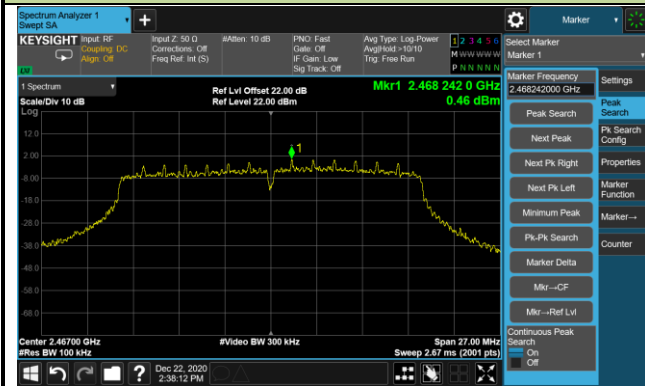 Spectrum Analyzer 1
Swept SA
Marker
KEYSIGHT
Input: RF
Coupling: DC
Align: Off
Input Z: 50 Ω
Corrections: Off
Freq Ref: Int (S)
#Atten: 10 dB
PNO: Fast
Gate: Off
IF Gain: Low
Sig Track: Off
Avg Type: Log-Power
Avg|Hold:>10/10
Trig: Free Run
1 2 3 4 5 6
M W W W W W
P N N N N N
LW
1 Spectrum
Scale/Div 10 dB
Log
Ref Lvl Offset 22.00 dB
Ref Level 22.00 dBm
Mkr1 2.468 242 0 GHz
0.46 dBm
12.0
2.00
-8.00
-18.0
-28.0
-38.0
-48.0
-58.0
-68.0
1
Center 2.46700 GHz
#Res BW 100 kHz
#Video BW 300 kHz
Span 27.00 MHz
Sweep 2.67 ms (2001 pts)
Select Marker
Marker 1
Marker Frequency
2.468242000 GHz
Peak Search
Next Peak
Next Pk Right
Next Pk Left
Minimum Peak
Pk-Pk Search
Marker Delta
Mkr→CF
Mkr→Ref Lvl
Continuous Peak
Search
On
Off
Settings
Peak
Search
Pk Search
Config
Properties
Marker
Function
Marker→
Counter
Dec 22, 2020
2:38:12 PM